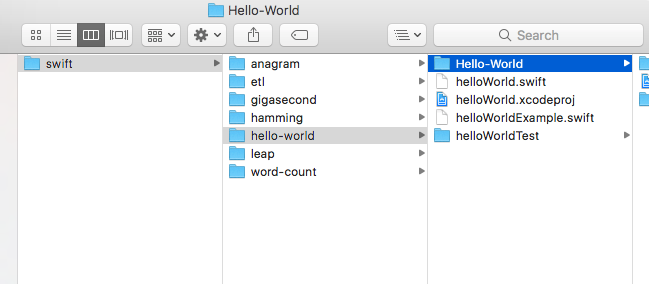 Hello-World
Search
swift
anagram
etl
gigasecond
hamming
hello-world
leap
word-count
Hello-World
helloWorld.swift
helloWorld.xcodeproj
helloWorldExample.swift
helloWorldTest